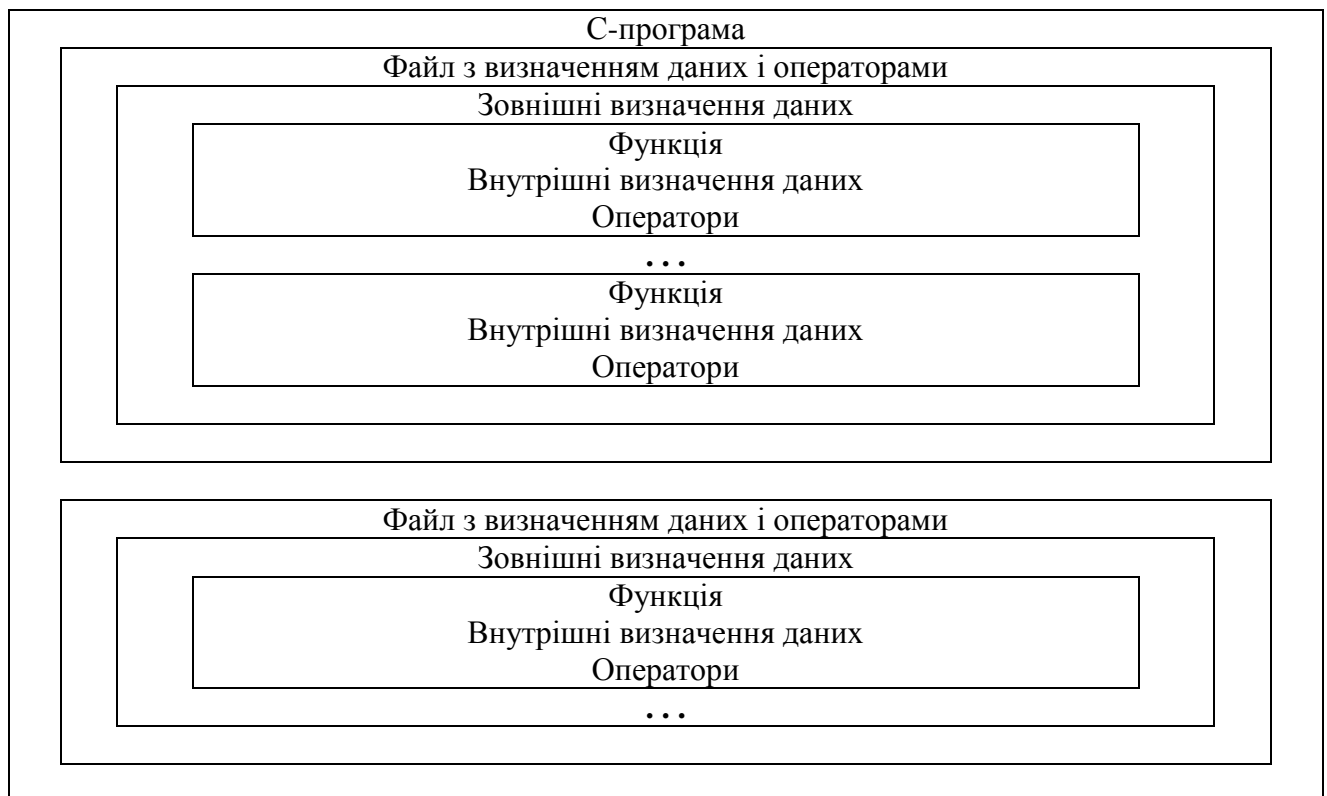 С-програма
Файл з визначенням даних і операторами
Зовнішні визначення даних
Функція
Внутрішні визначення даних
Оператори
...
Функція
Внутрішні визначення даних
Оператори
Файл з визначенням даних і операторами
Зовнішні визначення даних
Функція
Внутрішні визначення даних
Оператори
...